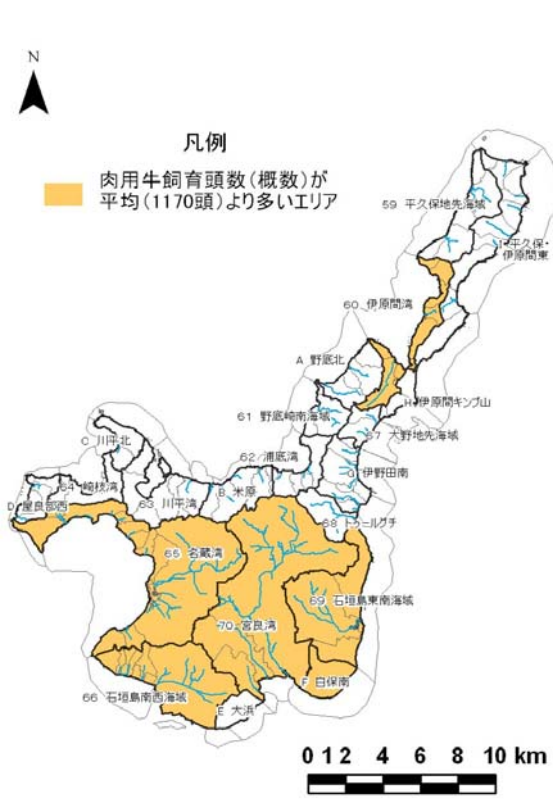 N
凡例
肉用牛飼育頭数(概数)が
平均(1170頭)より多いエリア
59 平久保地先海域
平久保・
伊原間東
60 伊原間湾
A 野底北
H 伊原間キンブ山
61 野底崎南海域
67 大野地先海域
C 川平北
62 浦底湾
G 伊野田南
64 崎枝湾
63 川平湾
B 米原
D 屋良部西
68 トゥールグチ
65 名蔵湾
69 石垣島東南海域
70 宮良湾
F 白保南
66 石垣島南西海域
E 大浜
0 1 2 4 6 8 10 km